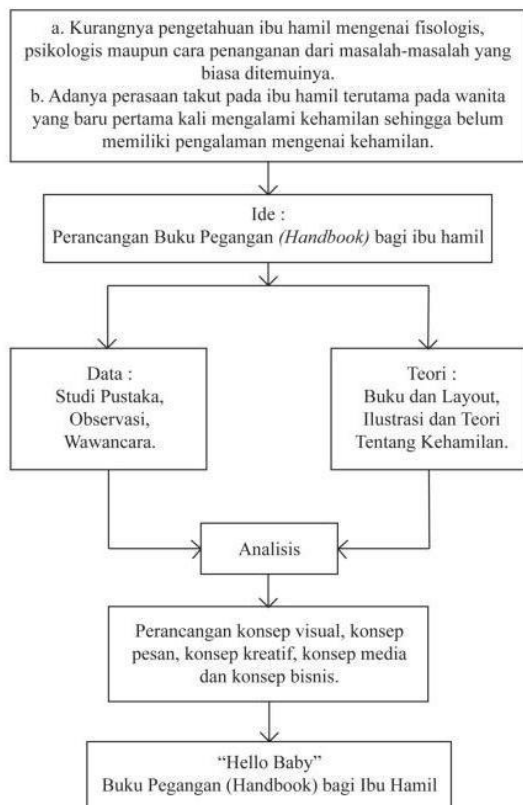 a. Kurangnya pengetahuan ibu hamil mengenai fisologis,
psikologis maupun cara penanganan dari masalah-masalah yang
biasa ditemuinya.
b. Adanya perasaan takut pada ibu hamil terutama pada wanita
yang baru pertama kali mengalami kehamilan sehingga belum
memiliki pengalaman mengenai kehamilan.
Ide :
Perancangan Buku Pegangan (Handbook) bagi ibu hamil
Data :
Studi Pustaka,
Observasi,
Wawancara.
Teori :
Buku dan Layout,
Ilustrasi dan Teori
Tentang Kehamilan.
Analisis
Perancangan konsep visual, konsep
pesan, konsep kreatif, konsep media
dan konsep bisnis.
“Hello Baby”
Buku Pegangan (Handbook) bagi Ibu Hamil